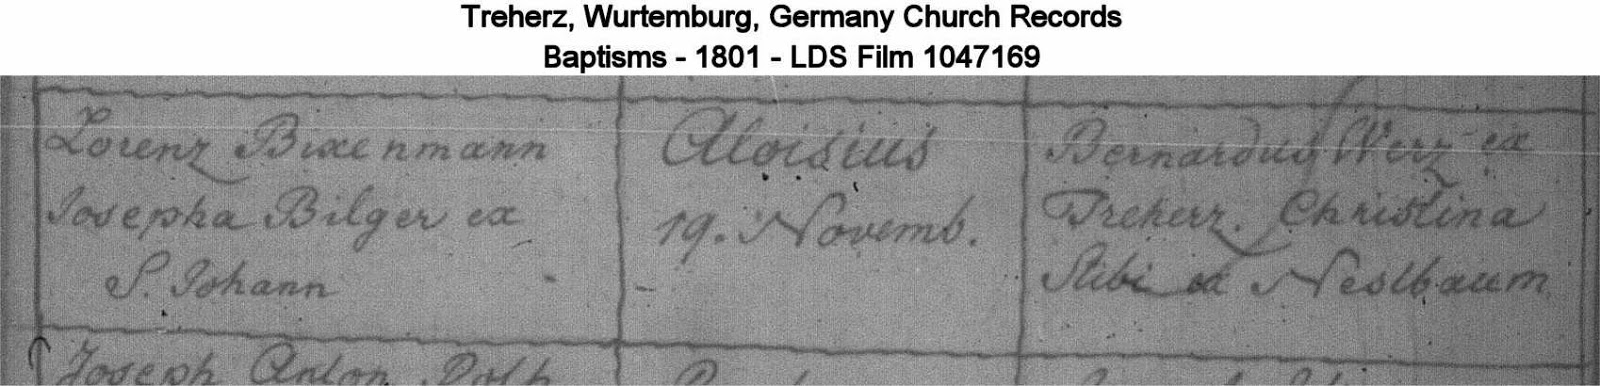 Treherz, Wurtemburg, Germany Church Records
Baptisms - 1801 - LDS Film 1047169
Lorenz Bixenmann
Josepha Bilger ex
S. Johann
Aloisius
19. Novemb.
Bernardus Werz ex
Treherz. Christina
Stibi ex Neslbaum
Joseph Anton